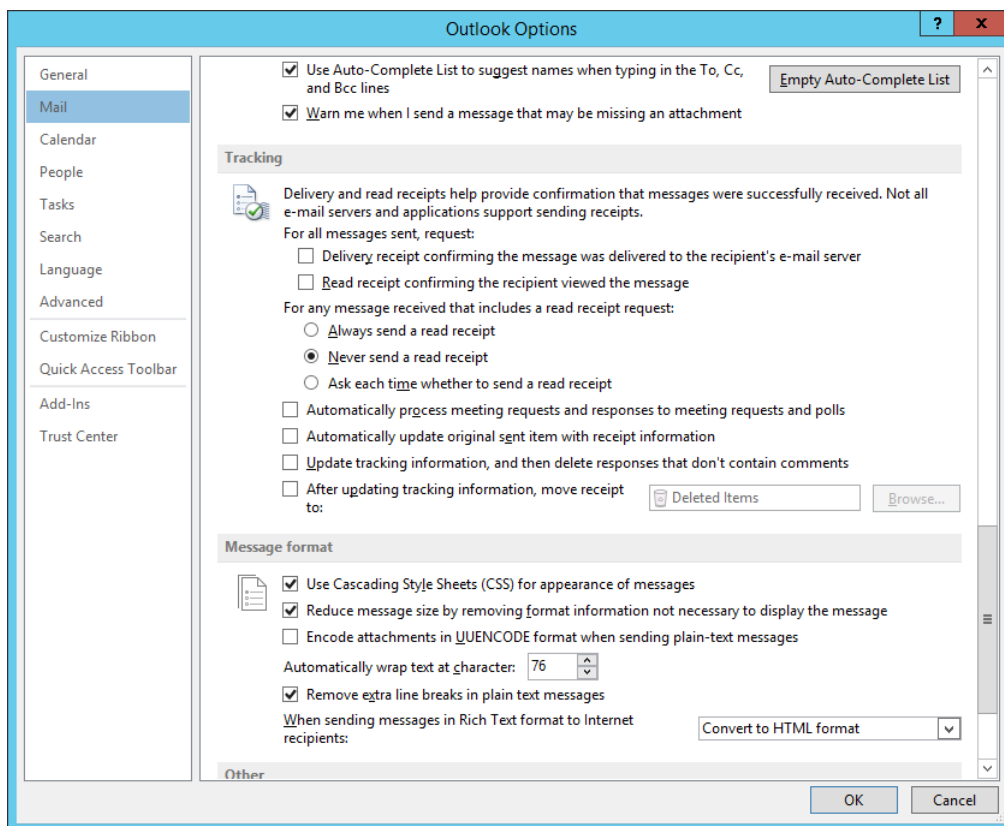 Outlook Options
?
x
General
Mail
Calendar
People
Tasks
Search
Language
Advanced
Customize Ribbon
Quick Access Toolbar
Add-Ins
Trust Center
Use Auto-Complete List to suggest names when typing in the To, Cc,
and Bcc lines
Empty Auto-Complete List
Warn me when I send a message that may be missing an attachment
Tracking
Delivery and read receipts help provide confirmation that messages were successfully received. Not all
e-mail servers and applications support sending receipts.
For all messages sent, request:
Delivery receipt confirming the message was delivered to the recipient's e-mail server
Read receipt confirming the recipient viewed the message
For any message received that includes a read receipt request:
Always send a read receipt
Never send a read receipt
Ask each time whether to send a read receipt
Automatically process meeting requests and responses to meeting requests and polls
Automatically update original sent item with receipt information
Update tracking information, and then delete responses that don't contain comments
After updating tracking information, move receipt
to:
Deleted Items
Browse...
Message format
Use Cascading Style Sheets (CSS) for appearance of messages
Reduce message size by removing format information not necessary to display the message
Encode attachments in UUENCODE format when sending plain-text messages
Automatically wrap text at character:
76
Remove extra line breaks in plain text messages
When sending messages in Rich Text format to Internet
recipients:
Convert to HTML format
Other
OK
Cancel